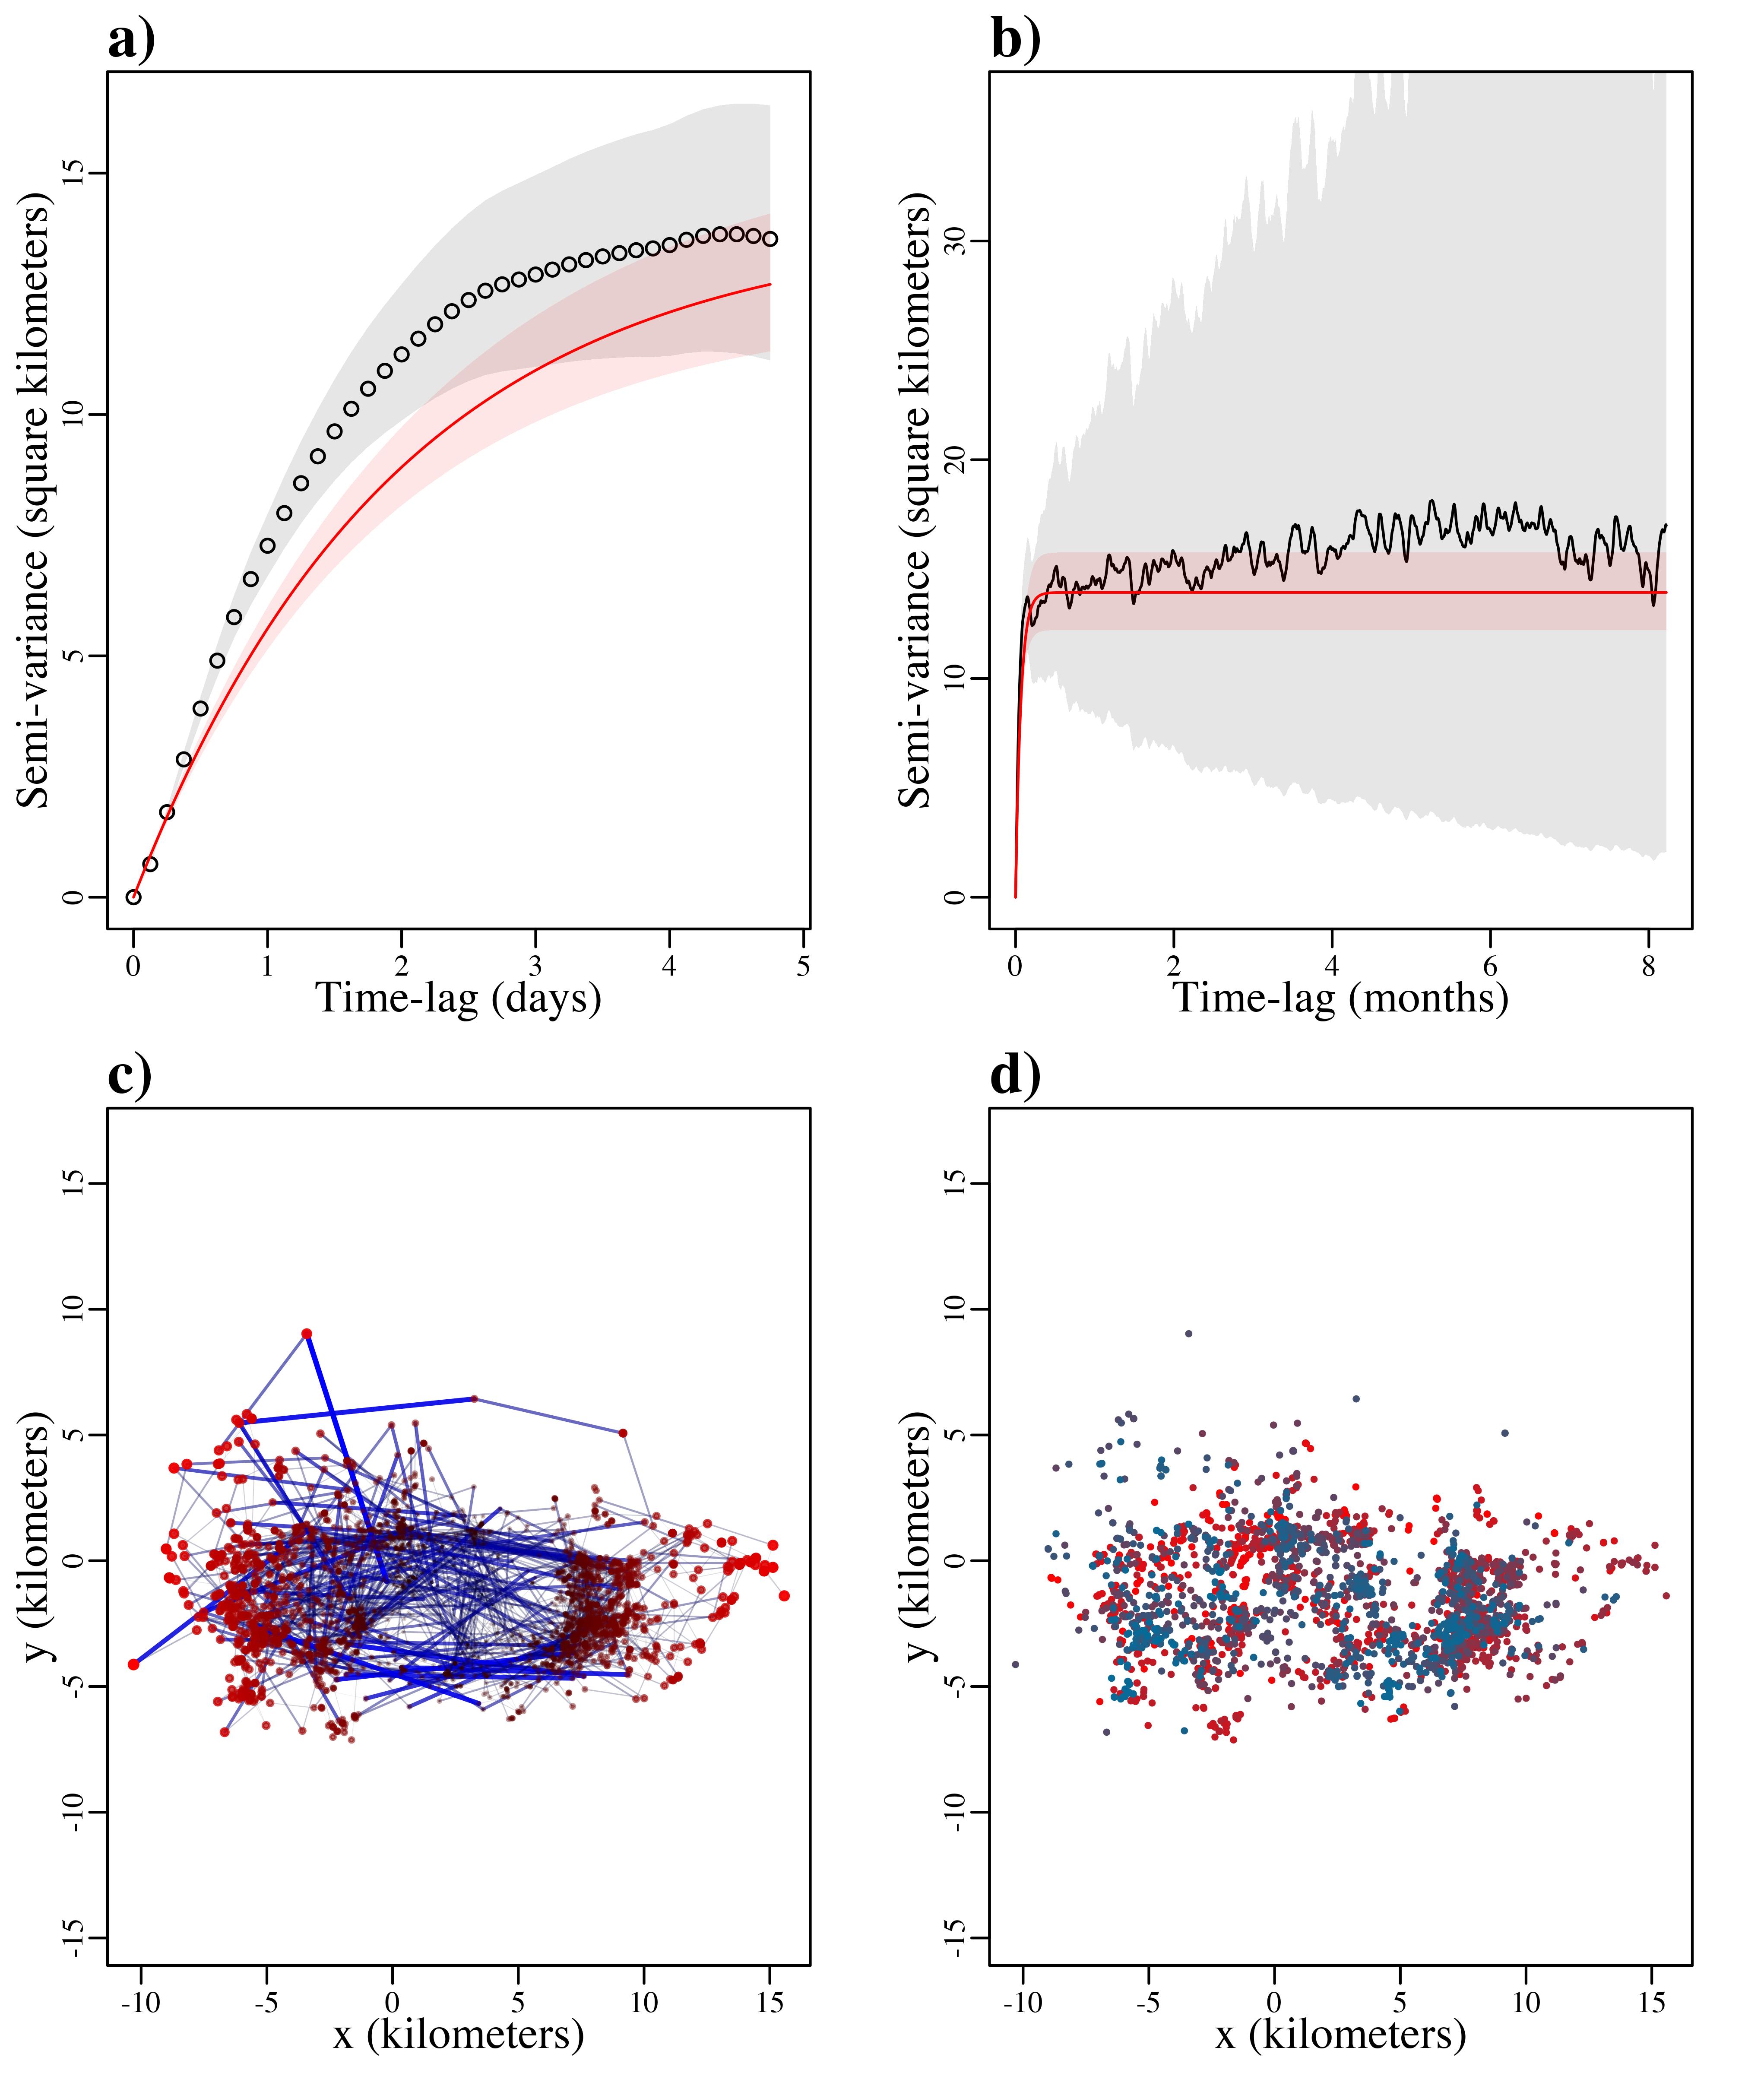 a)
Semi-variance (square kilometers)
15
10
5
0
0 1 2 3 4 5
Time-lag (days)
b)
Semi-variance (square kilometers)
30
20
10
0
0 2 4 6 8
Time-lag (months)
c)
y (kilometers)
15
10
5
0
-5
-10
-15
-10 -5 0 5 10 15
x (kilometers)
d)
y (kilometers)
15
10
5
0
-5
-10
-15
-10 -5 0 5 10 15
x (kilometers)